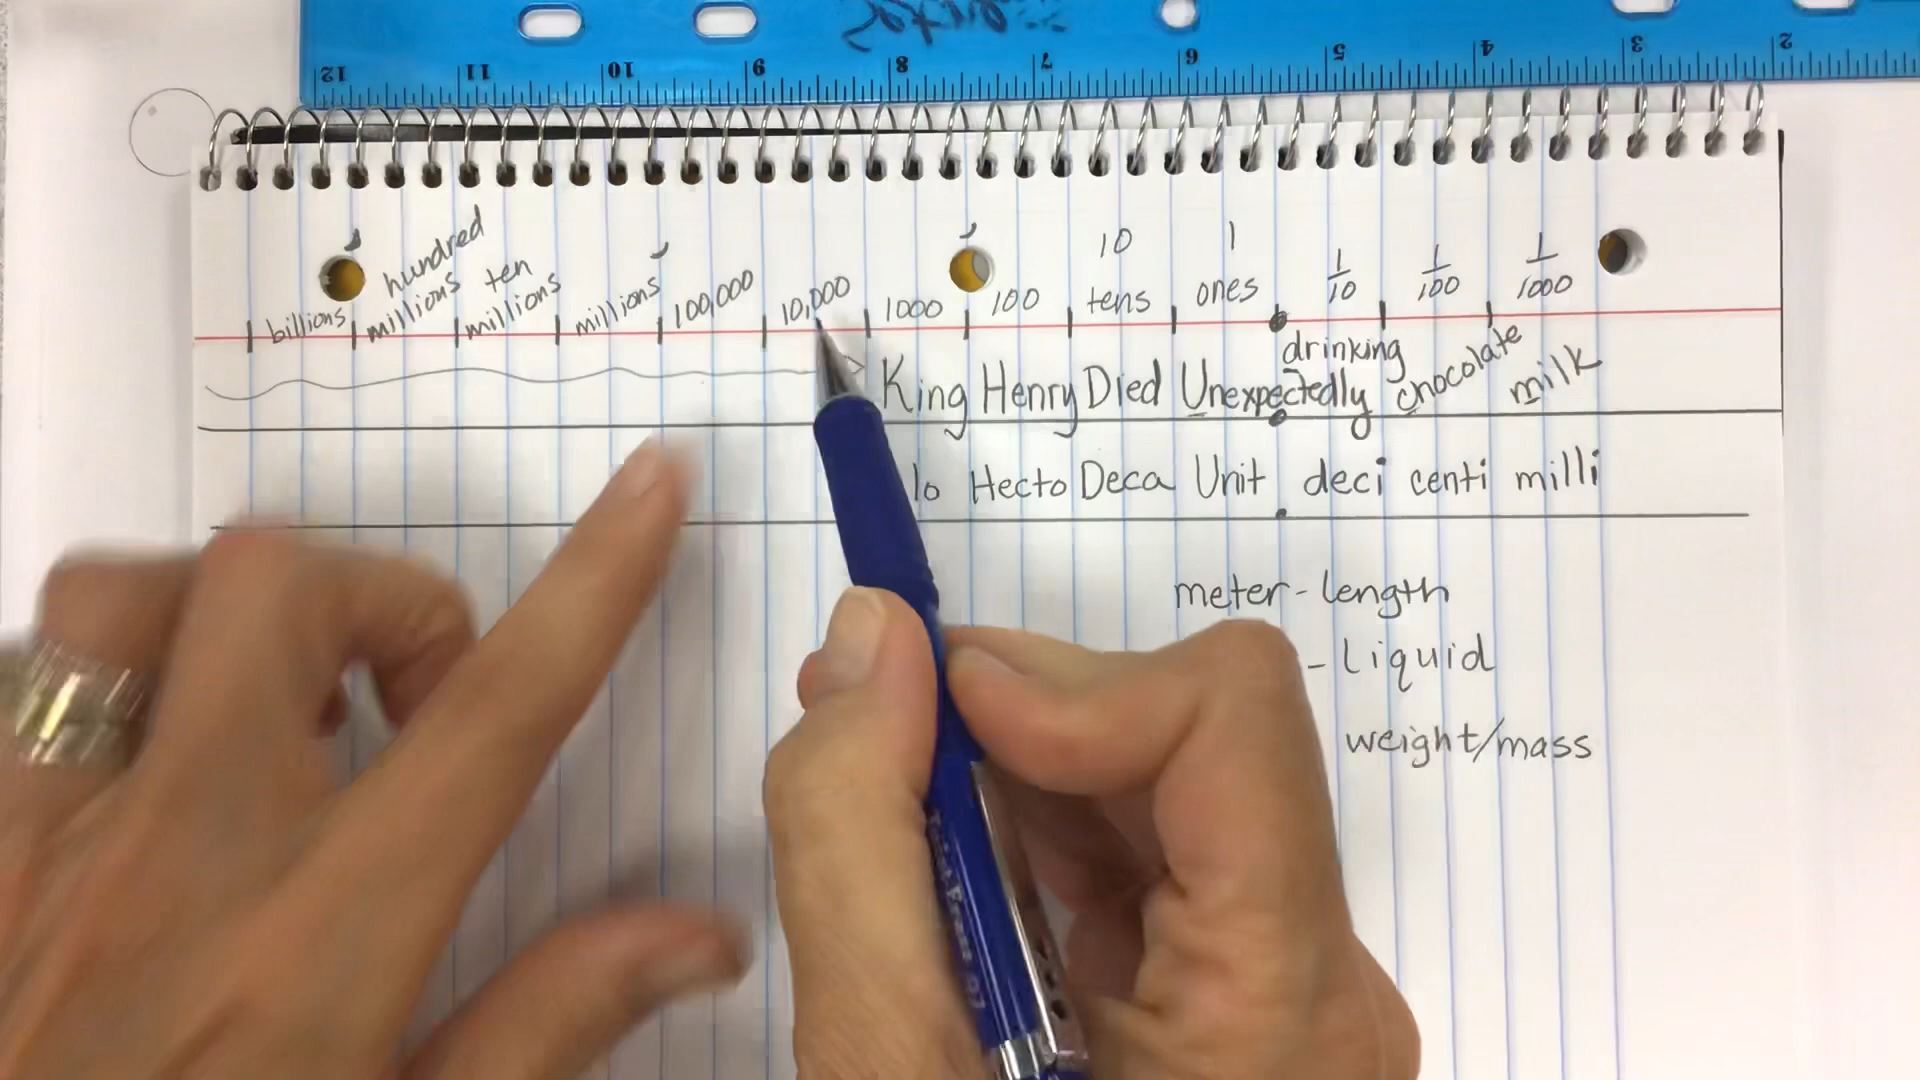 12 11 10 9 8 7 6 5 4 3 2
billions hundred millions ten millions millions 100,000 10,000 1000 100 10 tens 1 ones 1/10 1/100 1/1000
King Henry Died Unexpectedly drinking chocolate milk
lo Hecto Deca Unit deci centi milli
meter - length
- Liquid
weight/mass